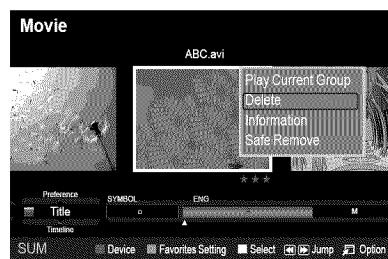 Movie
ABC.avi
Play Current Group
Delete
Information
Safe Remove
Preference
SYMBOL ENG
Title M
Timeline
SUM Device Favorites Setting Select Jump Option